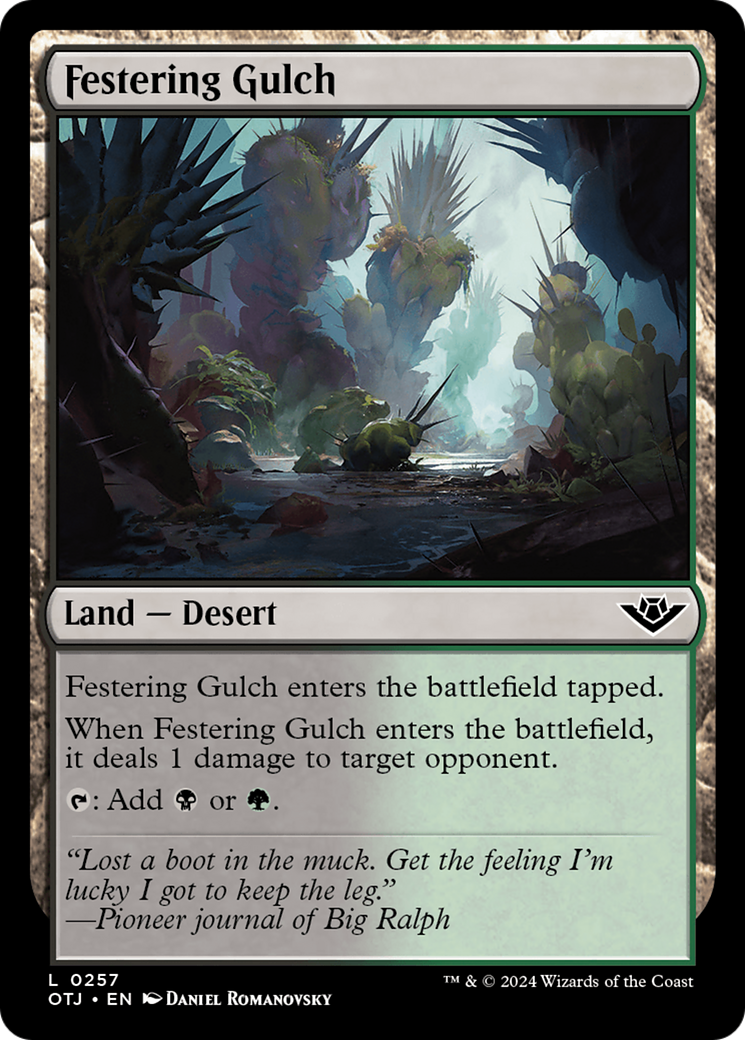 Festering Gulch
Land — Desert
Festering Gulch enters the battlefield tapped.
When Festering Gulch enters the battlefield,
it deals 1 damage to target opponent.
: Add or .
“Lost a boot in the muck. Get the feeling I’m
lucky I got to keep the leg.”
—Pioneer journal of Big Ralph
L 0257
™ & © 2024 Wizards of the Coast
OTJ • EN Daniel Romanovsky